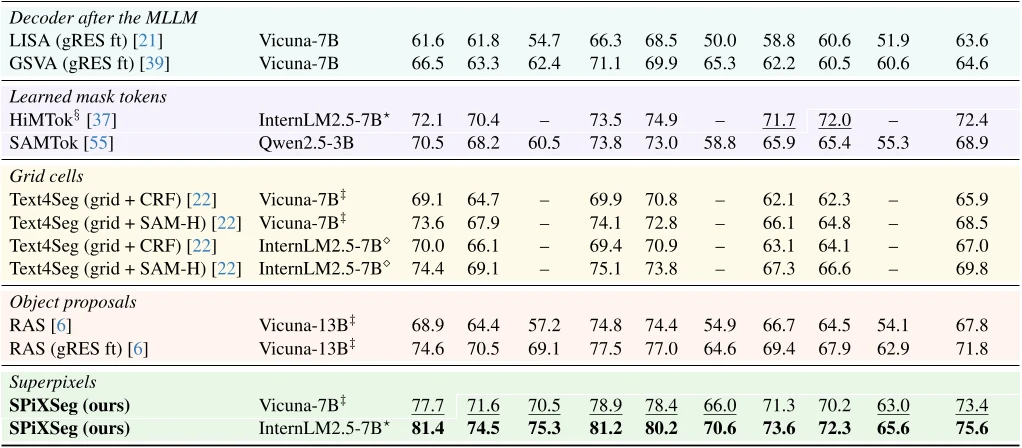 Decoder after the MLLM
LISA (gRES ft) [21] Vicuna-7B 61.6 61.8 54.7 66.3 68.5 50.0 58.8 60.6 51.9 63.6
GSVA (gRES ft) [39] Vicuna-7B 66.5 63.3 62.4 71.1 69.9 65.3 62.2 60.5 60.6 64.6
Learned mask tokens
HiMTok§ [37] InternLM2.5-7B⋆ 72.1 70.4 – 73.5 74.9 – 71.7 72.0 – 72.4
SAMTok [55] Qwen2.5-3B 70.5 68.2 60.5 73.8 73.0 58.8 65.9 65.4 55.3 68.9
Grid cells
Text4Seg (grid + CRF) [22] Vicuna-7B‡ 69.1 64.7 – 69.9 70.8 – 62.1 62.3 – 65.9
Text4Seg (grid + SAM-H) [22] Vicuna-7B‡ 73.6 67.9 – 74.1 72.8 – 66.1 64.8 – 68.5
Text4Seg (grid + CRF) [22] InternLM2.5-7B⋄ 70.0 66.1 – 69.4 70.9 – 63.1 64.1 – 67.0
Text4Seg (grid + SAM-H) [22] InternLM2.5-7B⋄ 74.4 69.1 – 75.1 73.8 – 67.3 66.6 – 69.8
Object proposals
RAS [6] Vicuna-13B‡ 68.9 64.4 57.2 74.8 74.4 54.9 66.7 64.5 54.1 67.8
RAS (gRES ft) [6] Vicuna-13B‡ 74.6 70.5 69.1 77.5 77.0 64.6 69.4 67.9 62.9 71.8
Superpixels
SPiXSeg (ours) Vicuna-7B‡ 77.7 71.6 70.5 78.9 78.4 66.0 71.3 70.2 63.0 73.4
SPiXSeg (ours) InternLM2.5-7B⋆ 81.4 74.5 75.3 81.2 80.2 70.6 73.6 72.3 65.6 75.6